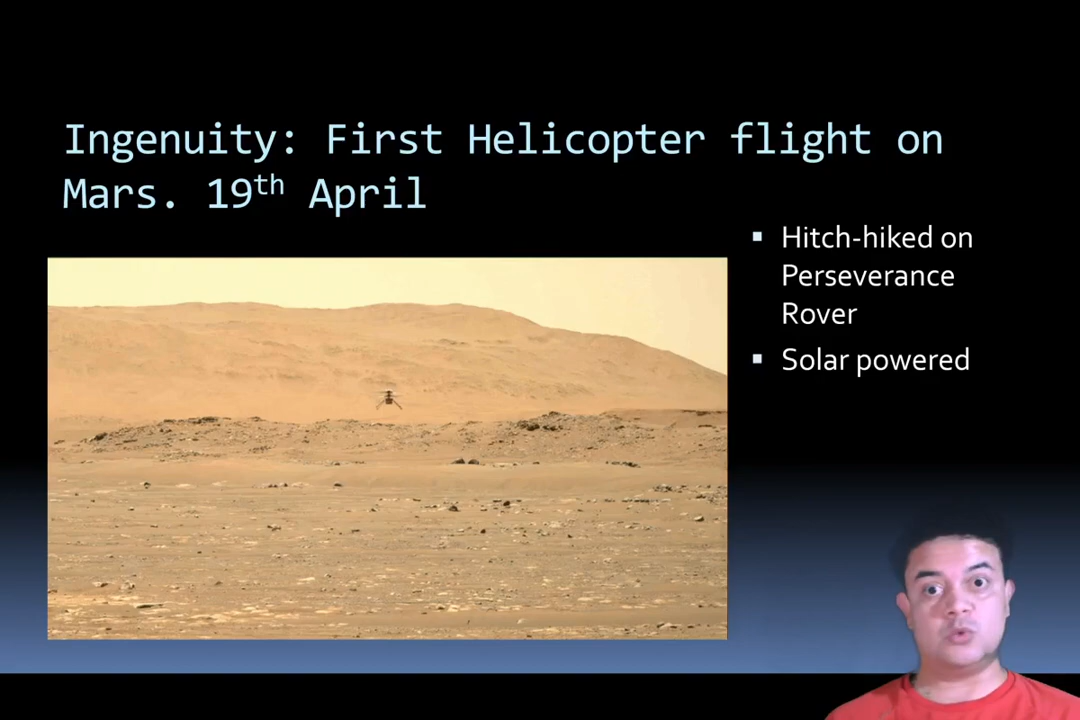 Ingenuity: First Helicopter flight on
Mars. 19th April
▪ Hitch-hiked on
Perseverance
Rover
▪ Solar powered